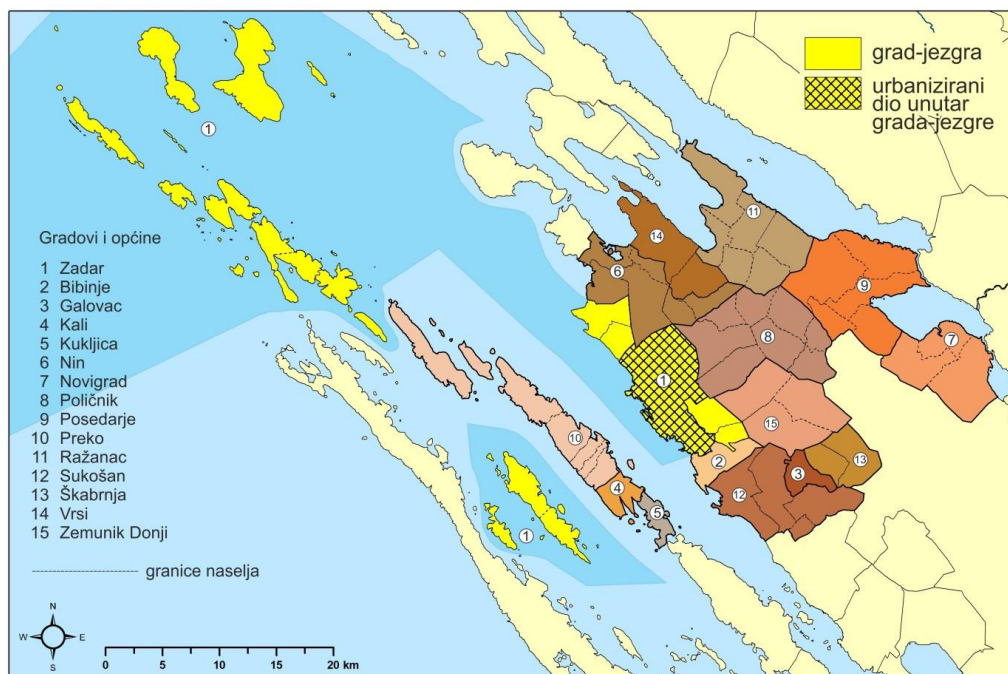 grad-jezgra
urbanizirani
dio unutar
grada-jezgre
Gradovi i općine
1 Zadar
2 Bibinje
3 Galovac
4 Kali
5 Kukljica
6 Nin
7 Novigrad
8 Poličnik
9 Posedarje
10 Preko
11 Ražanac
12 Sukošan
13 Škabrnja
14 Vrsi
15 Zemunik Donji
granice naselja
N
W E
S
0 5 10 15 20 km
1
11
14
6
9
7
8
1
15
10
2
3
13
4
12
5
1